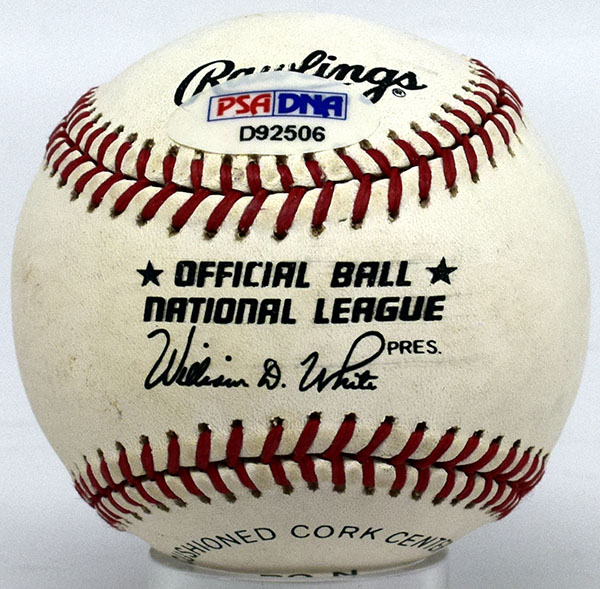 Rawlings®
PSA DNA
D92506
★ OFFICIAL BALL ★
NATIONAL LEAGUE
William D. White PRES.
CUSHIONED CORK CENTER